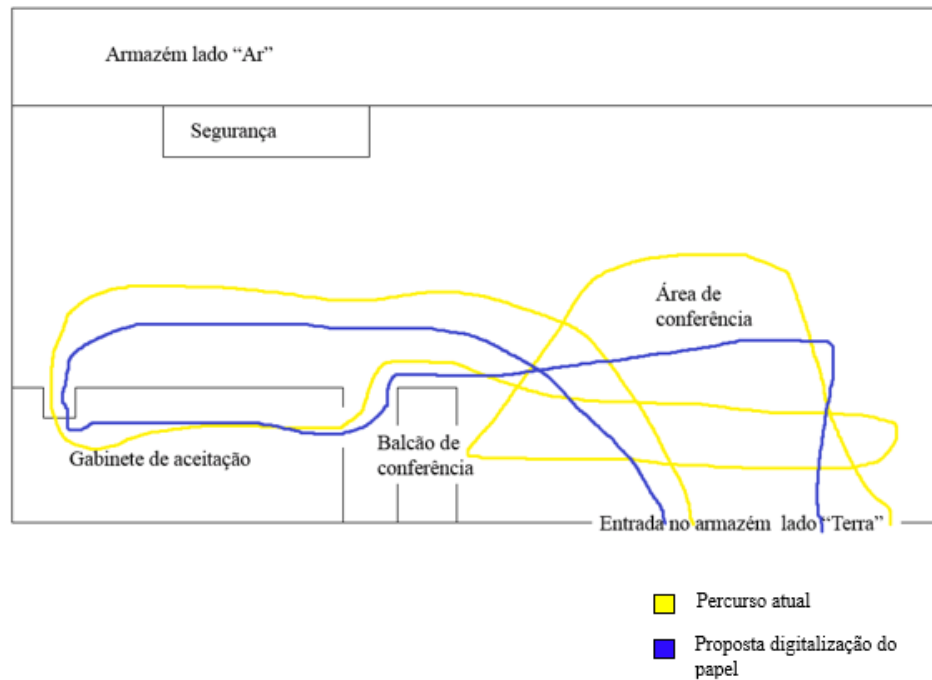 Armazém lado “Ar”
Segurança
Área de
conferência
Gabinete de aceitação
Balcão de
conferência
Entrada no armazém lado “Terra”
Percurso atual
Proposta digitalização do
papel